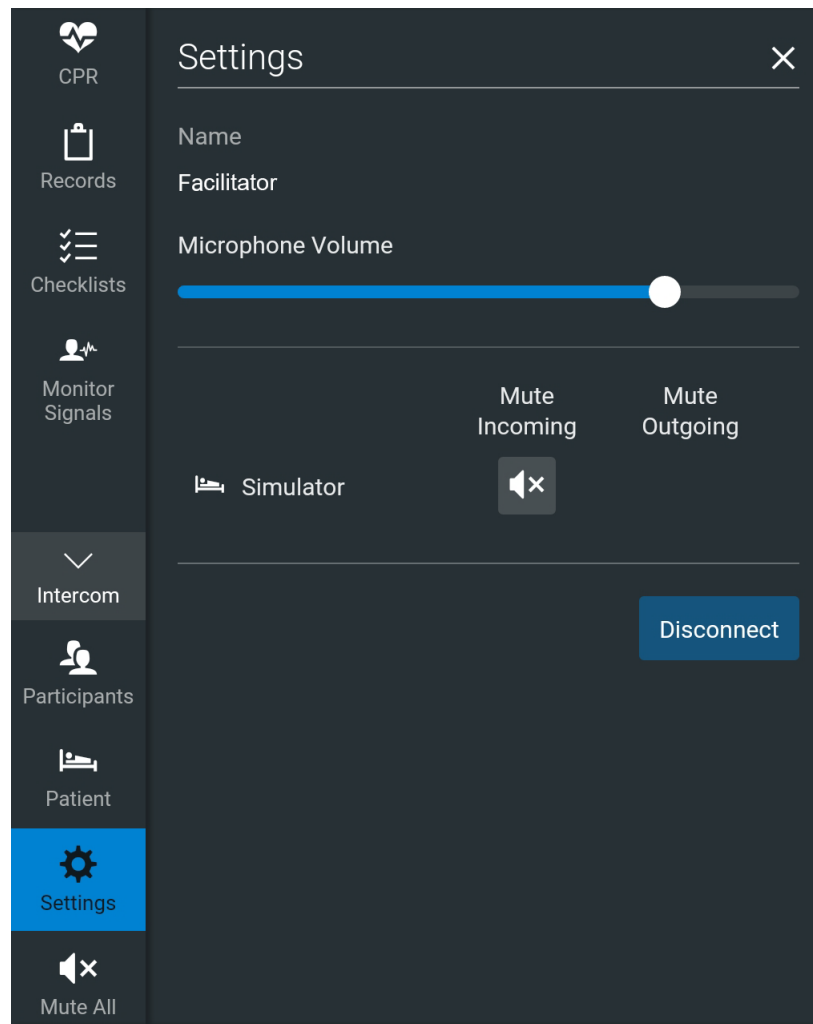 CPR
Records
Checklists
Monitor
Signals
Intercom
Participants
Patient
Settings
Mute All
Settings
Name
Facilitator
Microphone Volume
Mute
Incoming
Mute
Outgoing
Simulator
Disconnect